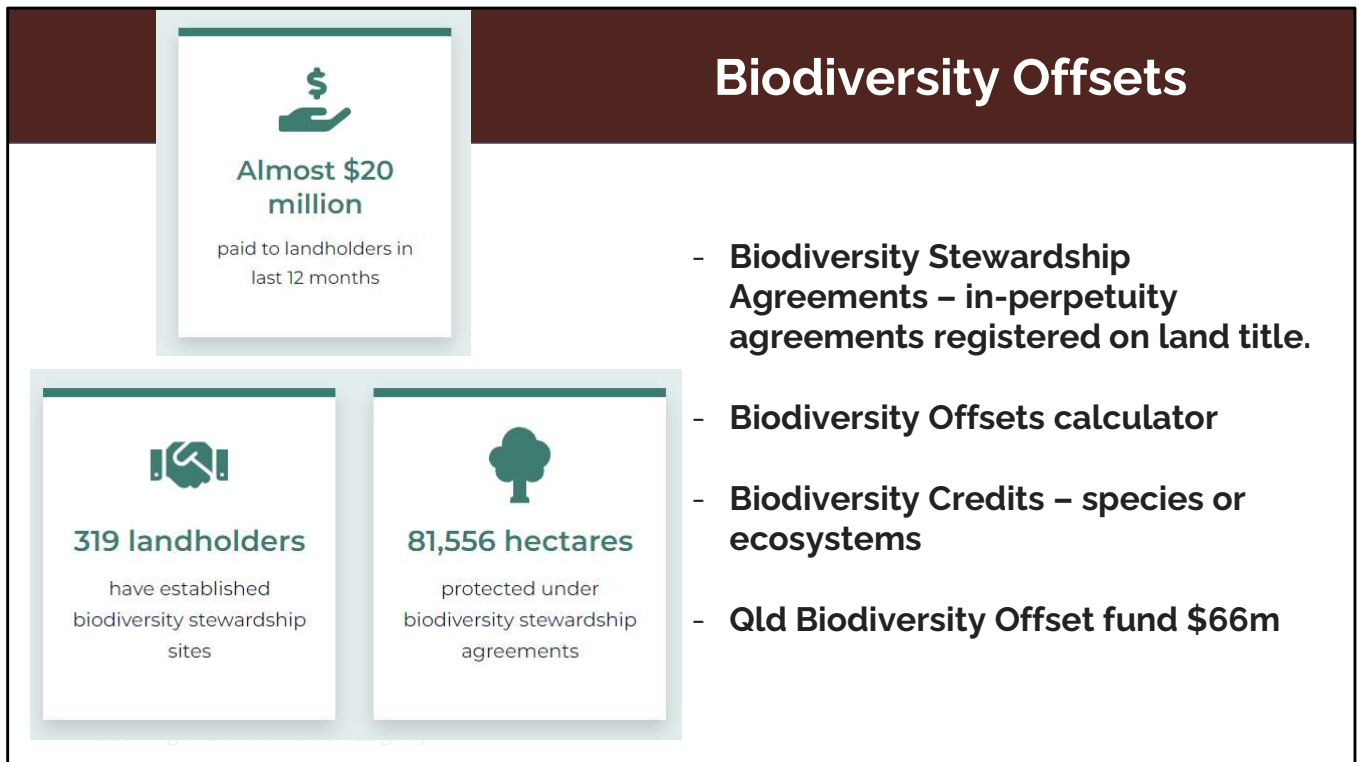 Biodiversity Offsets
$
Almost $20
million
paid to landholders in
last 12 months
319 landholders
have established
biodiversity stewardship
sites
81,556 hectares
protected under
biodiversity stewardship
agreements
- Biodiversity Stewardship
Agreements – in-perpetuity
agreements registered on land title.
- Biodiversity Offsets calculator
- Biodiversity Credits – species or
ecosystems
- Qld Biodiversity Offset fund $66m